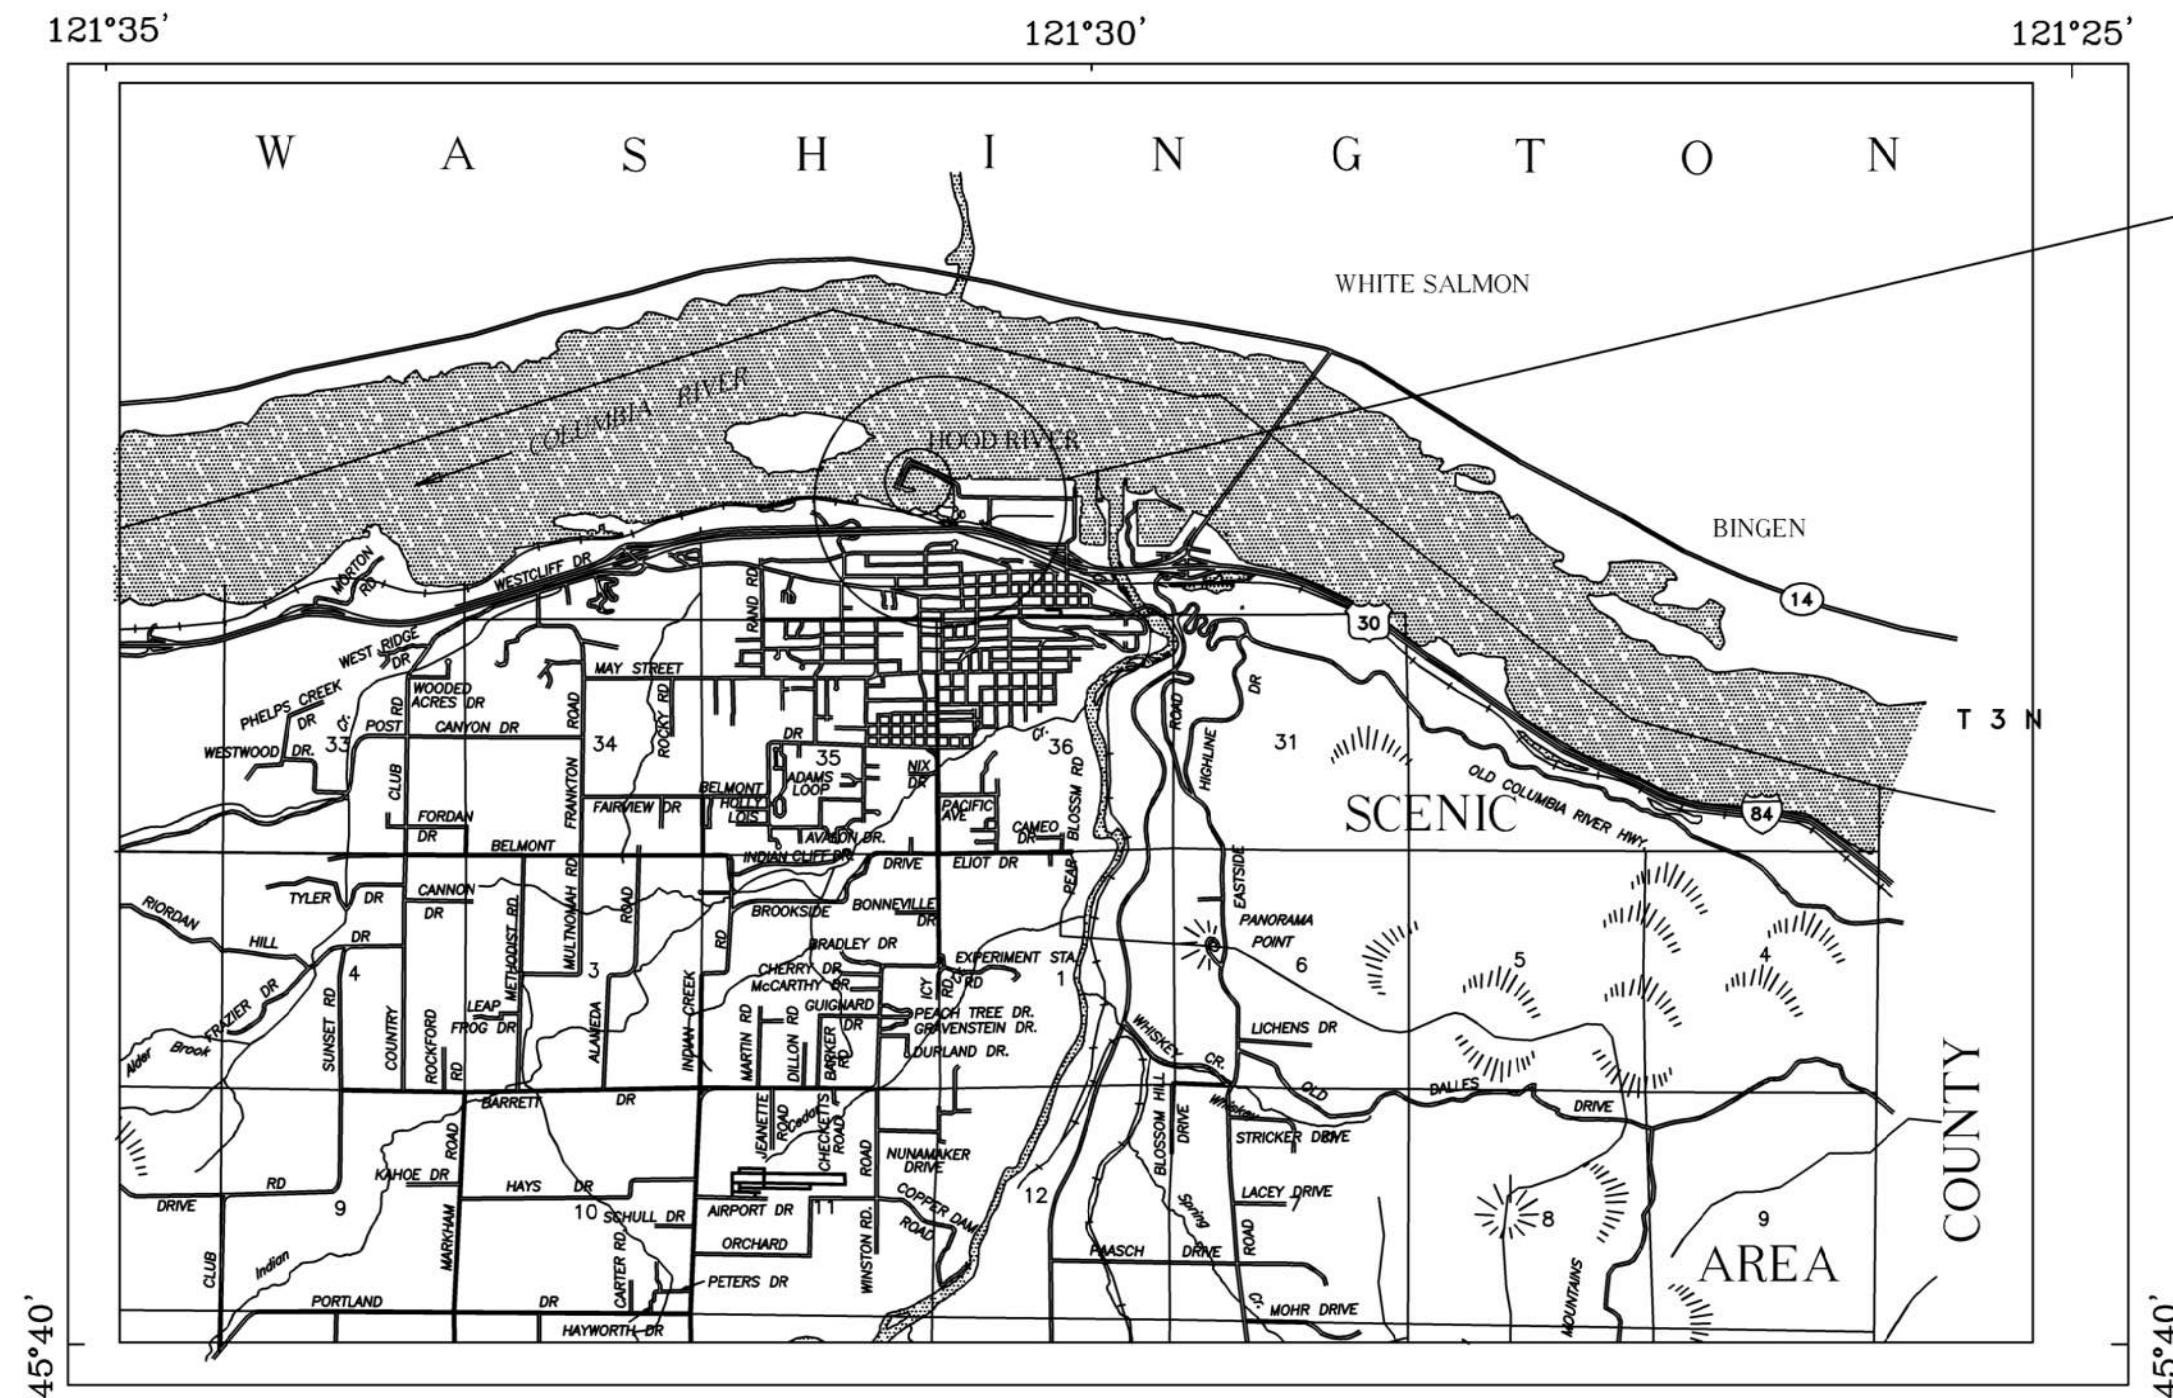 121°35' 121°30' 121°25'
W A S H I N G T O N
WHITE SALMON
COLUMBIA RIVER
HOOD RIVER
BINGEN
14
30
MORTON
RD
WESTCLIFF DR
RAND RD
WEST RIDGE
DR
MAY STREET
WOODED
ACRES DR
PHELPS CREEK
DR
Cr.
ROCKY RD
ROAD
DR
T 3 N
POST CANYON DR
WESTWOOD DR.
33
34
35
36
31
DR
Cr.
HIGHLINE
CLUB
RD
FRANKTON
ROAD
BELMONT
ADAMS
LOOP
NIX
DR
BLOSSM RD
OLD COLUMBIA RIVER HWY.
SCENIC
84
FAIRVIEW DR
HOLLY
LOIS
PACIFIC
AVE
FORDAN
DR
AVALON DR.
CAMEO
DR
BELMONT
INDIAN CLIFF DR.
DRIVE
ELIOT DR
PEAR
EASTSIDE
TYLER DR
CANNON
DR
RIORDAN
HILL
DR
METHODIST RD.
MULTNOMAH RD
ROAD
BROOKSIDE
BONNEVILLE
DR
PANORAMA
POINT
RD
BRADLEY DR
EXPERIMENT STA.
RD
4
3
1
6
5
4
CHERRY DR
McCARTHY DR
FRAZIER DR
SUNSET RD
COUNTRY
ROCKFORD
RD
LEAP
FROG DR
ALAMEDA
INDIAN CREEK
MARTIN RD
DILLON RD
BARKER
RD
GUIGNARD
DR
ICY
RD
Cr.
PEACH TREE DR.
GRAVENSTEIN DR.
DURLAND DR.
WHISKEY CR.
LICHENS DR
Alder Brook
BARRETT DR
OLD DALLES
DRIVE
JEANETTE
ROAD
Cedar
CHECKETTS
ROAD
BLOSSOM HILL
DRIVE
Whiskey
STRICKER DRIVE
COUNTY
KAHOE DR
ROAD
NUNAMAKER
DRIVE
ROAD
DRIVE
RD
HAYS DR
9
10
11
12
7
8
9
SCHULL DR
AIRPORT DR
COPPER DAM
ROAD
Spring
LACEY DRIVE
MARKHAM
CARTER RD.
ORCHARD
WINSTON RD.
PAASCH DRIVE
ROAD
AREA
CLUB
Indian
PETERS DR
PORTLAND DR
HAYWORTH DR
Cr.
MOHR DRIVE
MOUNTAINS
45°40'
45°40'